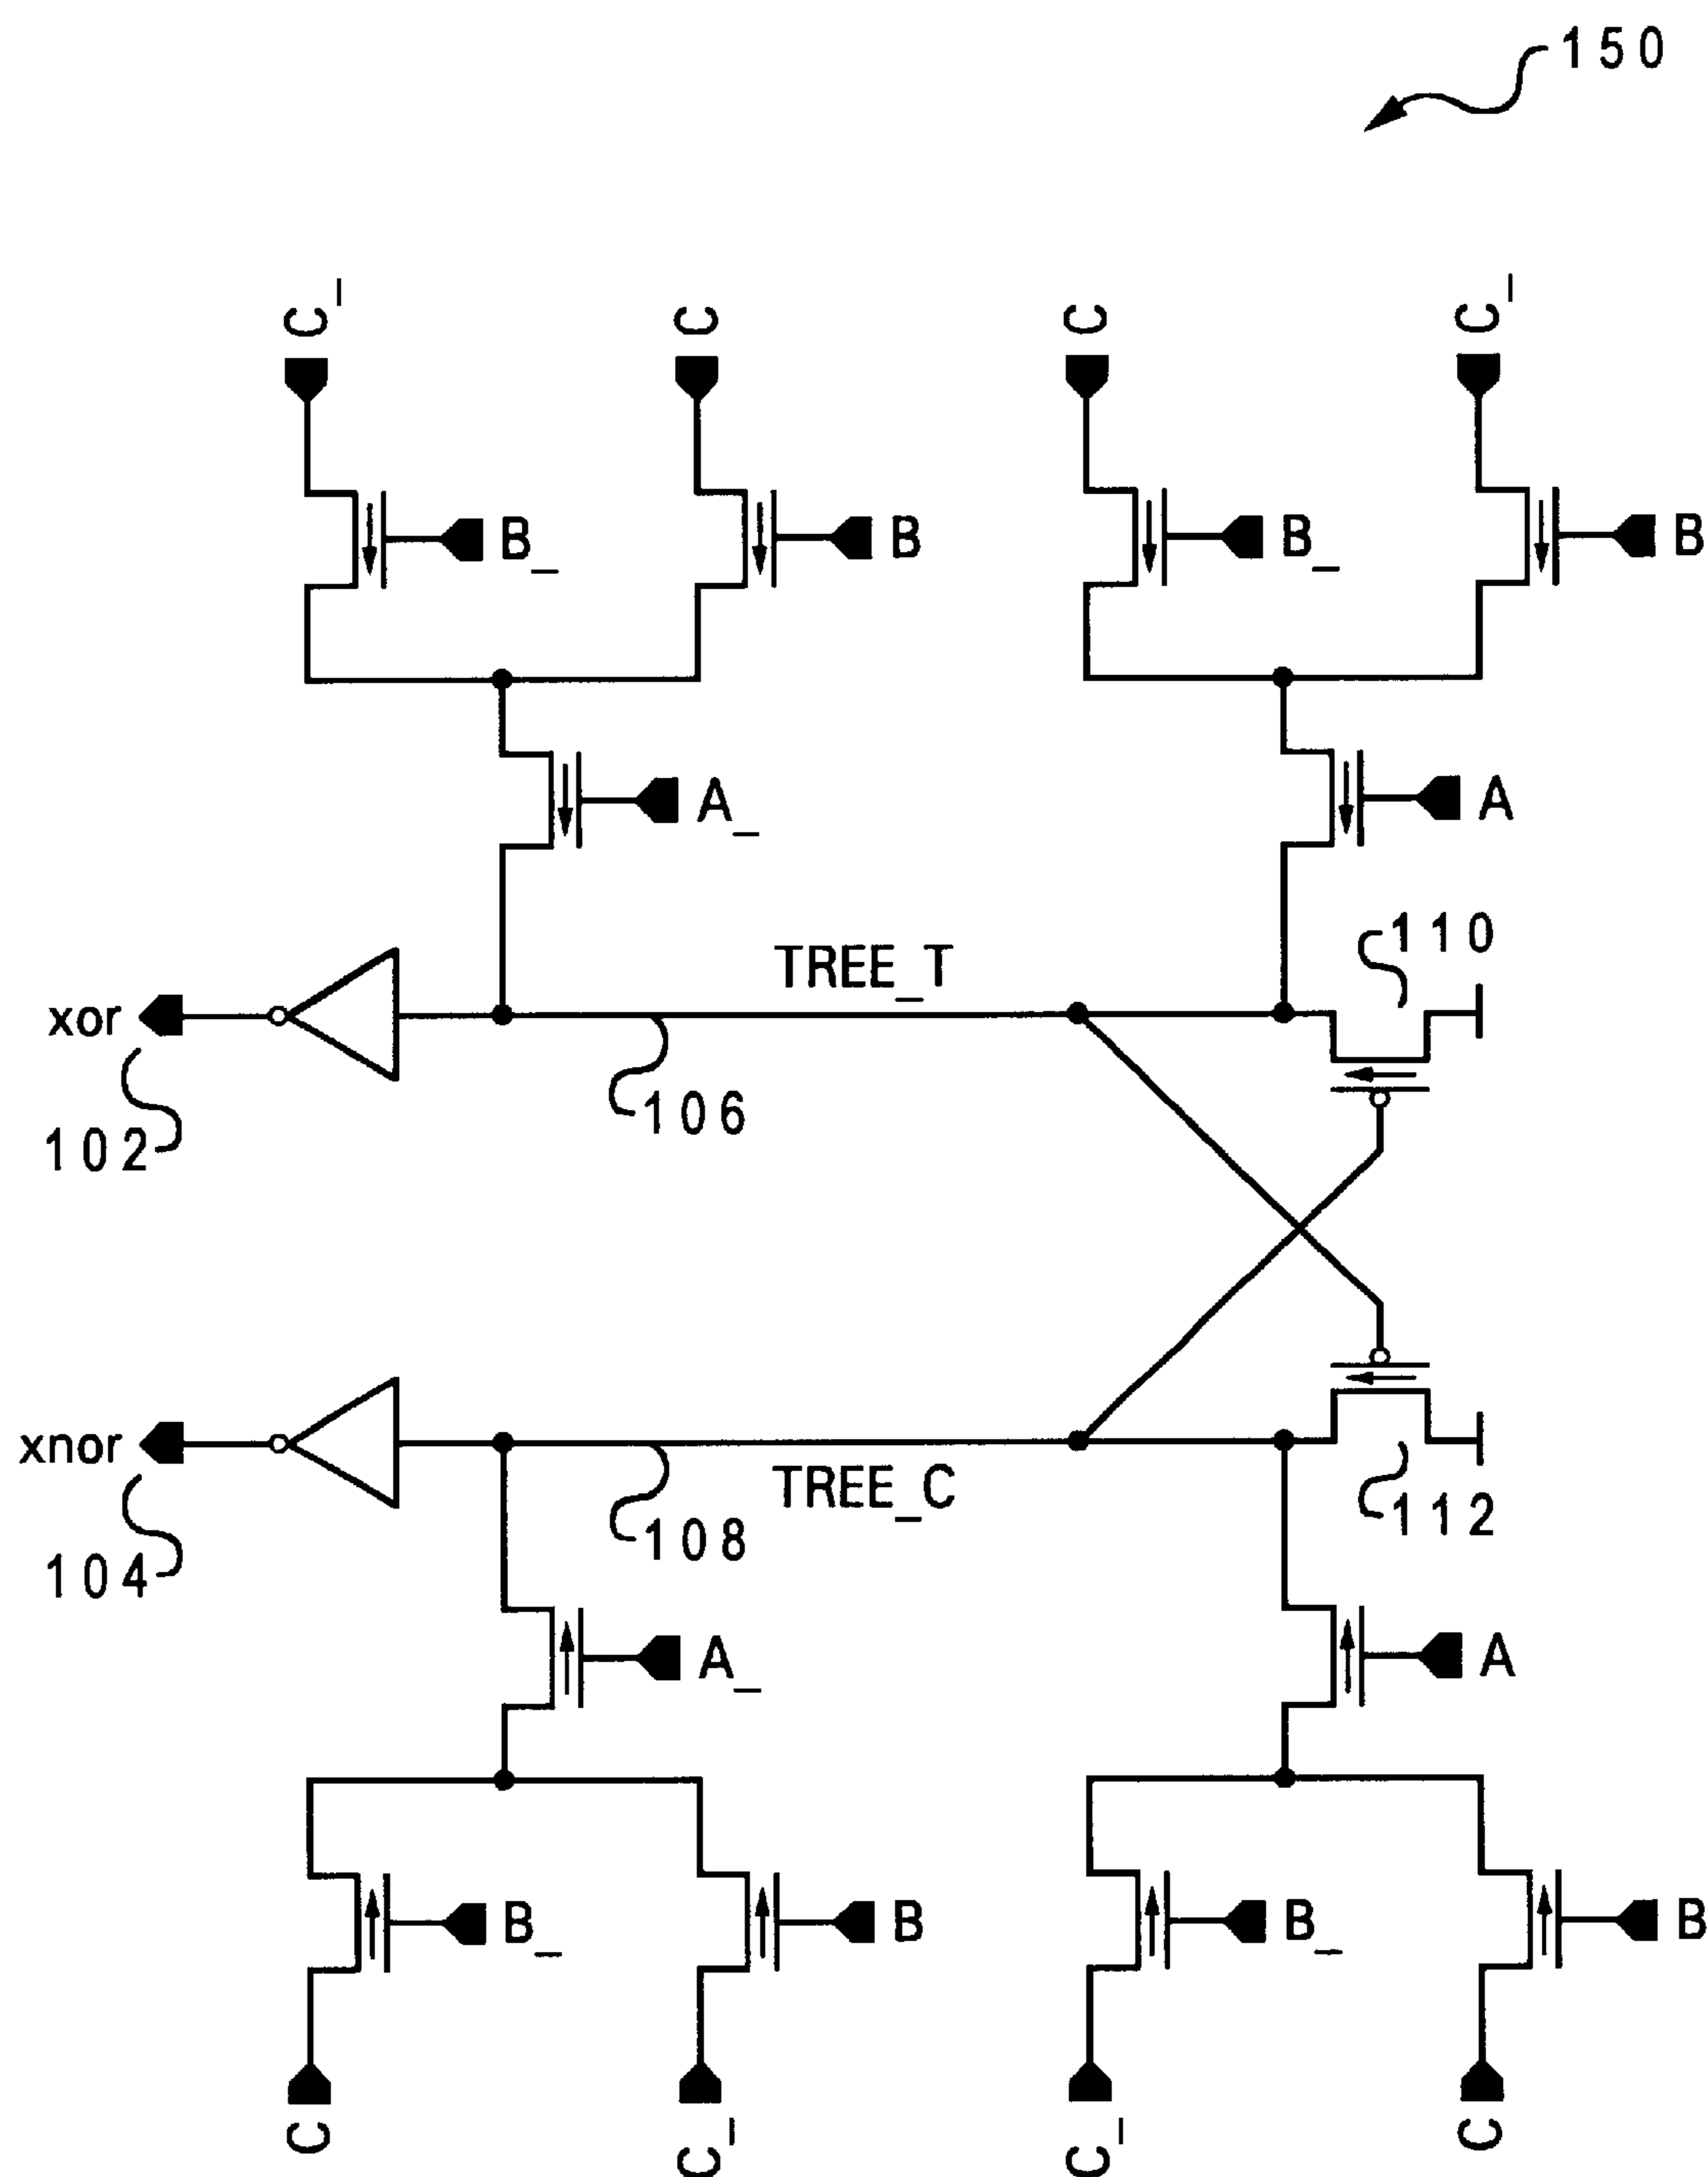 150
C_ C C C_
B_ B B_ B
A_ A
110
TREE_T
xor
106
102
xnor
TREE_C
112
108
104
A_ A
B_ B B_ B
C C_ C_ C